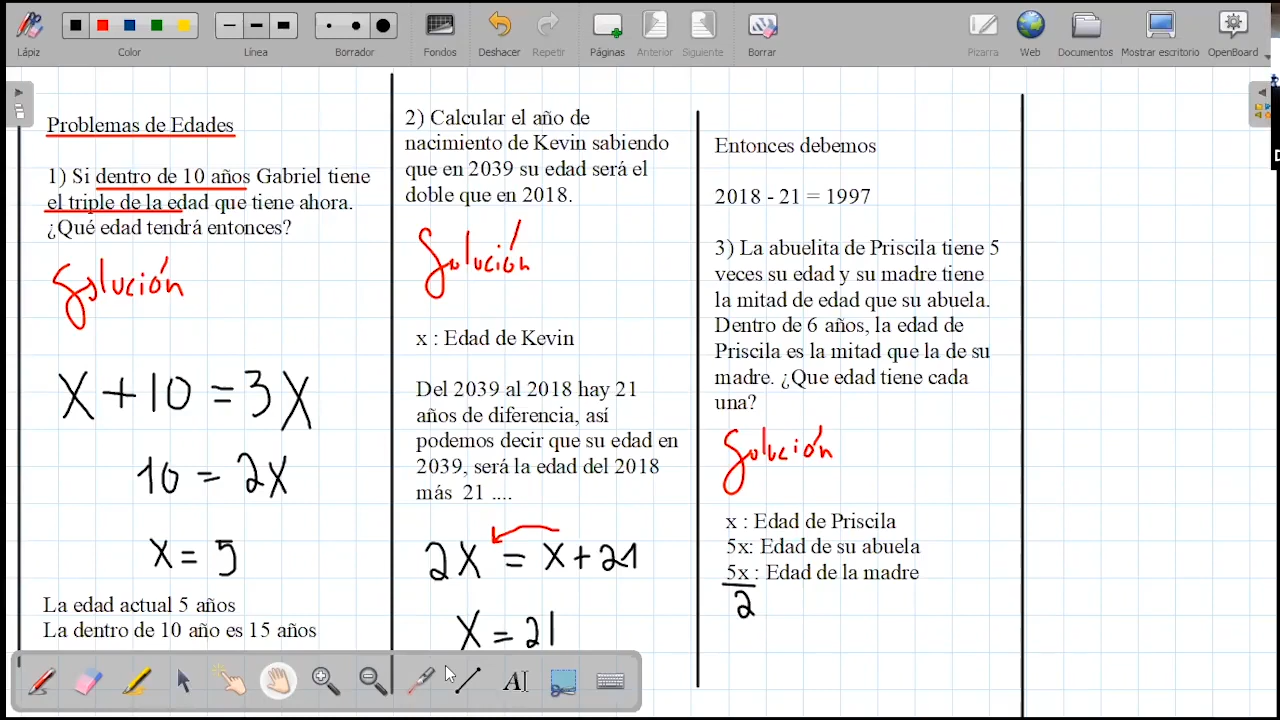 Lápiz
Color
Línea
Borrador
Fondos
Deshacer
Repetir
Páginas
Anterior
Siguiente
Borrar
Pizarra
Web
Documentos
Mostrar escritorio
OpenBoard
Problemas de Edades
1) Si dentro de 10 años Gabriel tiene
el triple de la edad que tiene ahora.
¿Qué edad tendrá entonces?
Solución
X + 10 = 3X
10 = 2X
X = 5
La edad actual 5 años
La dentro de 10 año es 15 años
2) Calcular el año de
nacimiento de Kevin sabiendo
que en 2039 su edad será el
doble que en 2018.
Solución
x : Edad de Kevin
Del 2039 al 2018 hay 21
años de diferencia, así
podemos decir que su edad en
2039, será la edad del 2018
más 21 ....
2X = X + 21
X = 21
Entonces debemos
2018 - 21 = 1997
3) La abuelita de Priscila tiene 5
veces su edad y su madre tiene
la mitad de edad que su abuela.
Dentro de 6 años, la edad de
Priscila es la mitad que la de su
madre. ¿Que edad tiene cada
una?
Solución
x : Edad de Priscila
5x: Edad de su abuela
5x : Edad de la madre
2